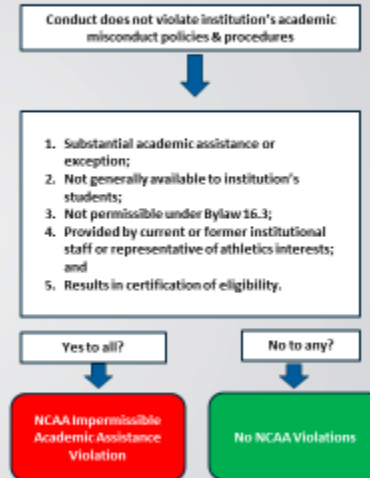 Conduct does not violate institution's academic
misconduct policies & procedures
1. Substantial academic assistance or
exception;
2. Not generally available to institution's
students;
3. Not permissible under Bylaw 16.3;
4. Provided by current or former institutional
staff or representative of athletics interests;
and
5. Results in certification of eligibility.
Yes to all?
No to any?
NCAA Impermissible
Academic Assistance
Violation
No NCAA Violations